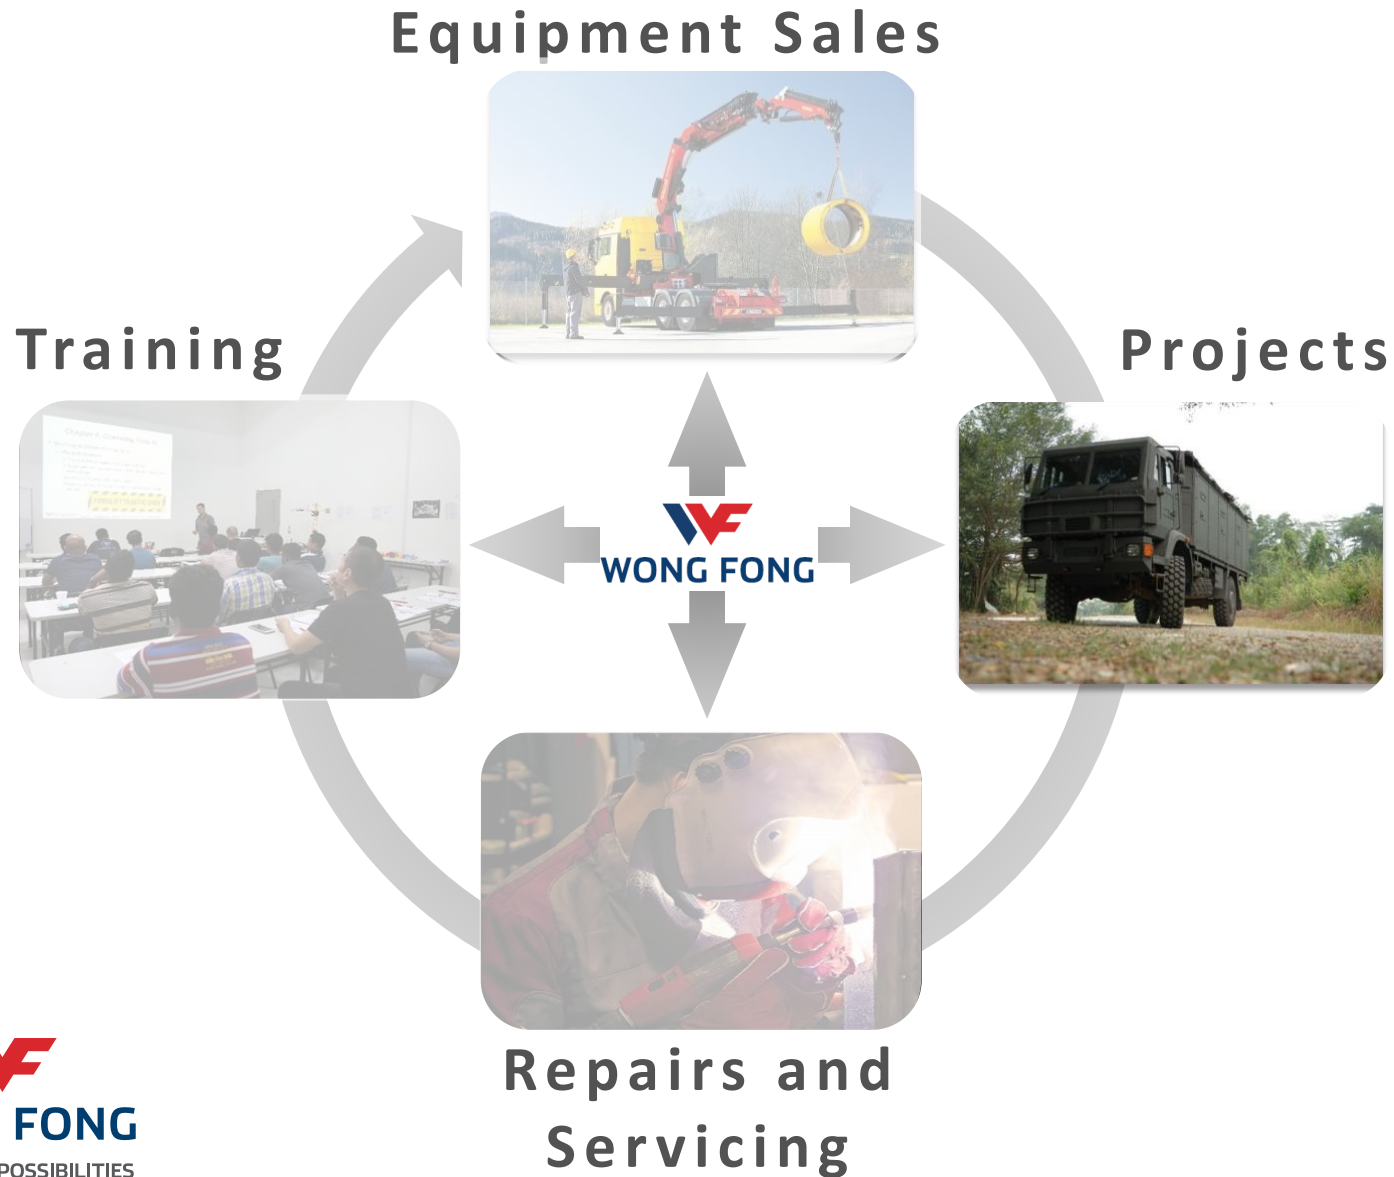 Equipment Sales
Training
Projects
WONG FONG
Repairs and
Servicing
FONG
POSSIBILITIES